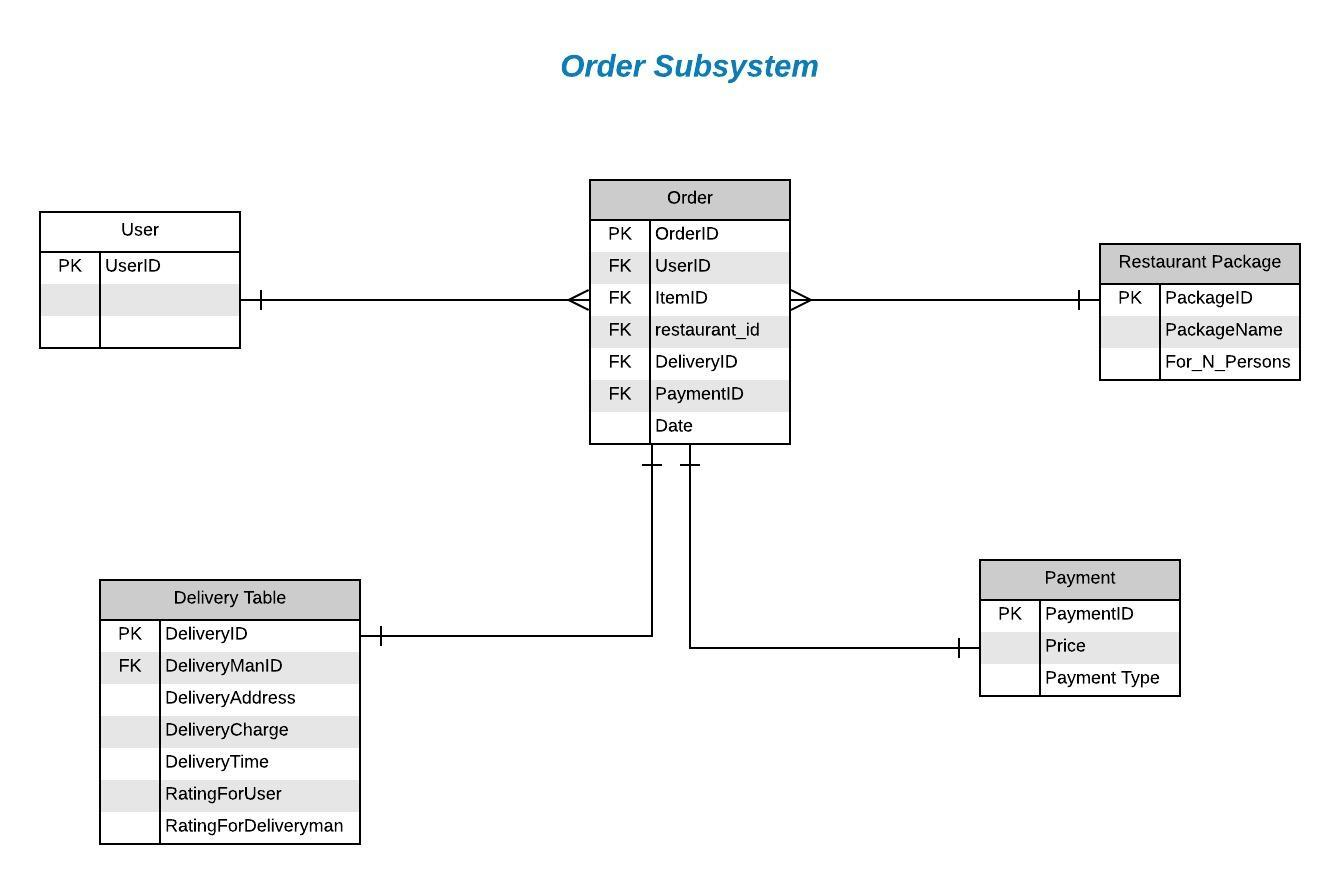 Order Subsystem
User
PK UserID
Order
PK OrderID
FK UserID
FK ItemID
FK restaurant_id
FK DeliveryID
FK PaymentID
Date
Restaurant Package
PK PackageID
PackageName
For_N_Persons
Delivery Table
PK DeliveryID
FK DeliveryManID
DeliveryAddress
DeliveryCharge
DeliveryTime
RatingForUser
RatingForDeliveryman
Payment
PK PaymentID
Price
Payment Type